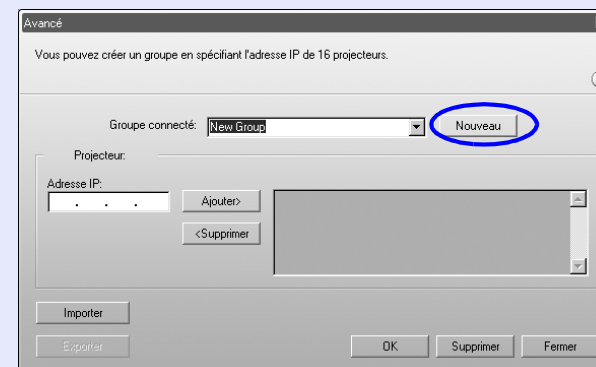 Avancé
Vous pouvez créer un groupe en spécifiant l'adresse IP de 16 projecteurs.
Groupe connecté: New Group Nouveau
Projecteur:
Adresse IP:
. . . Ajouter>
<Supprimer
Importer
Exporter OK Supprimer Fermer